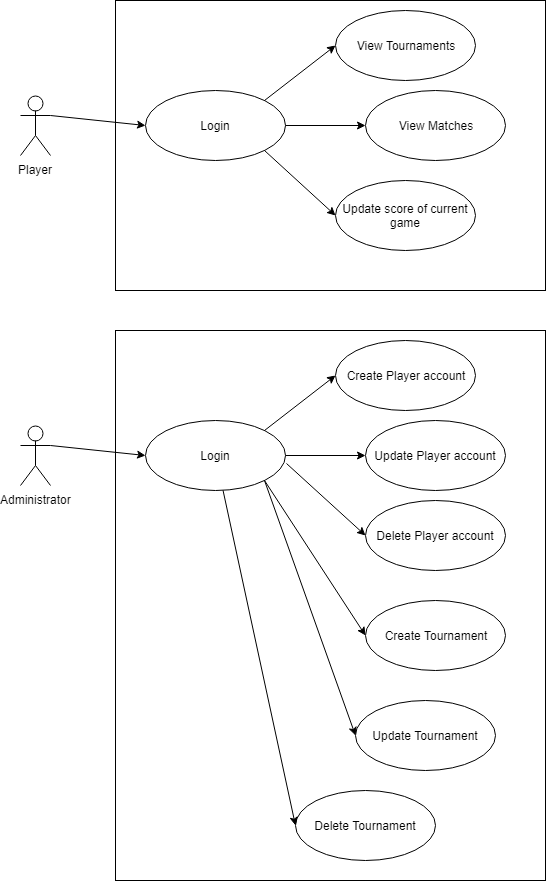 View Tournaments
Login
View Matches
Player
Update score of current
game
Create Player account
Login
Update Player account
Administrator
Delete Player account
Create Tournament
Update Tournament
Delete Tournament